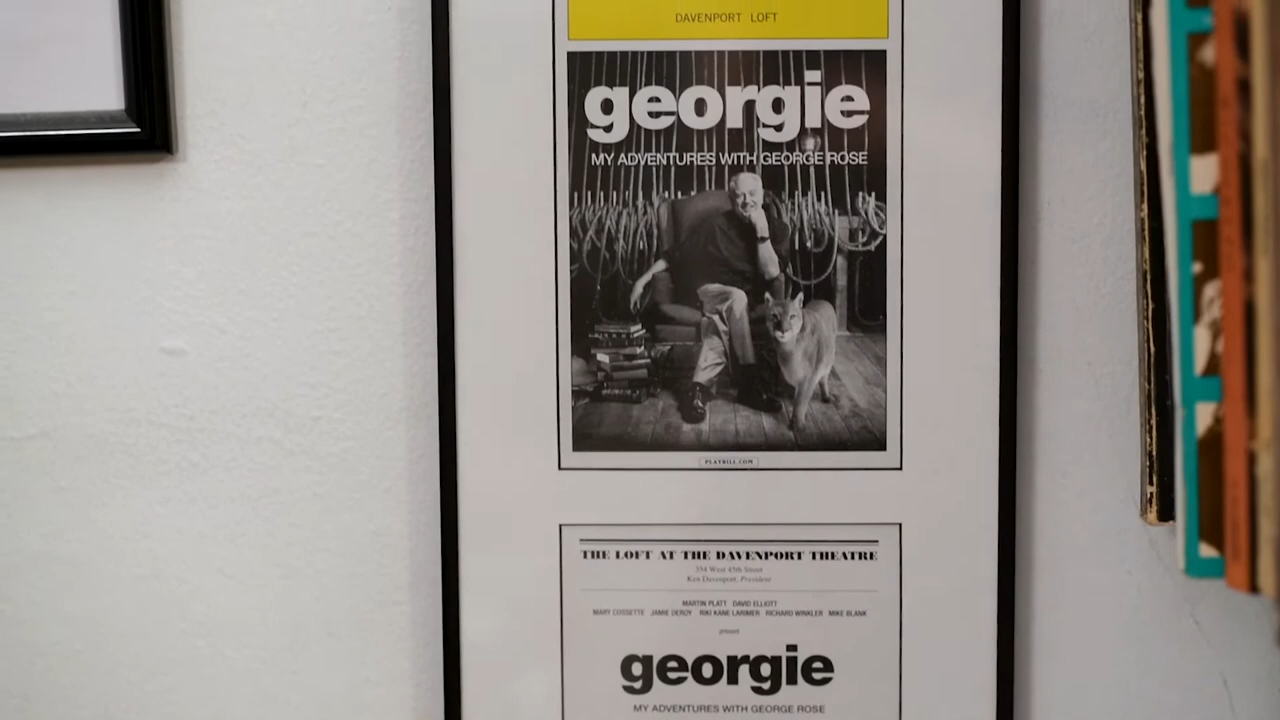 DAVENPORT LOFT
georgie
MY ADVENTURES WITH GEORGE ROSE
PLAYBILL.COM
THE LOFT AT THE DAVENPORT THEATRE
354 West 45th Street
Ken Davenport, President
MARTIN PLATT DAVID ELLIOTT
MARY COSSETTE JAMIE DEROY RIKI KANE LARIMER RICHARD WINKLER MIKE BLANK
present
georgie
MY ADVENTURES WITH GEORGE ROSE